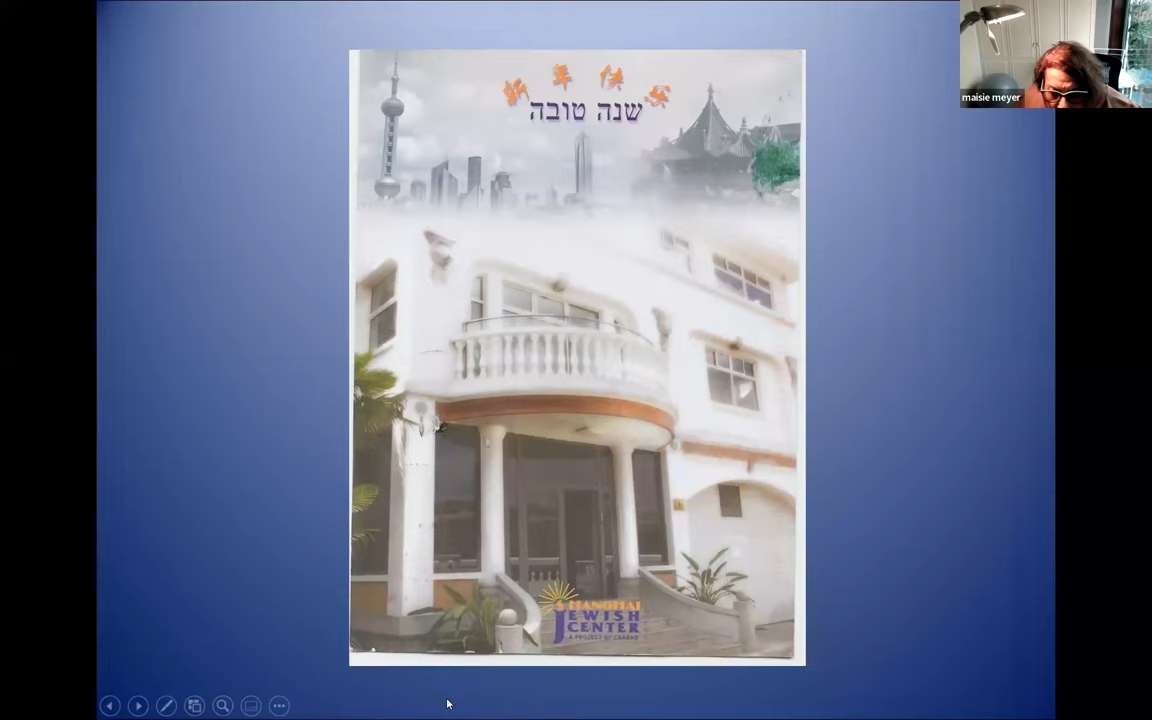 新年快乐
שנה טובה
SHANGHAI
JEWISH
CENTER
A PROJECT OF CHABAD
maisie meyer